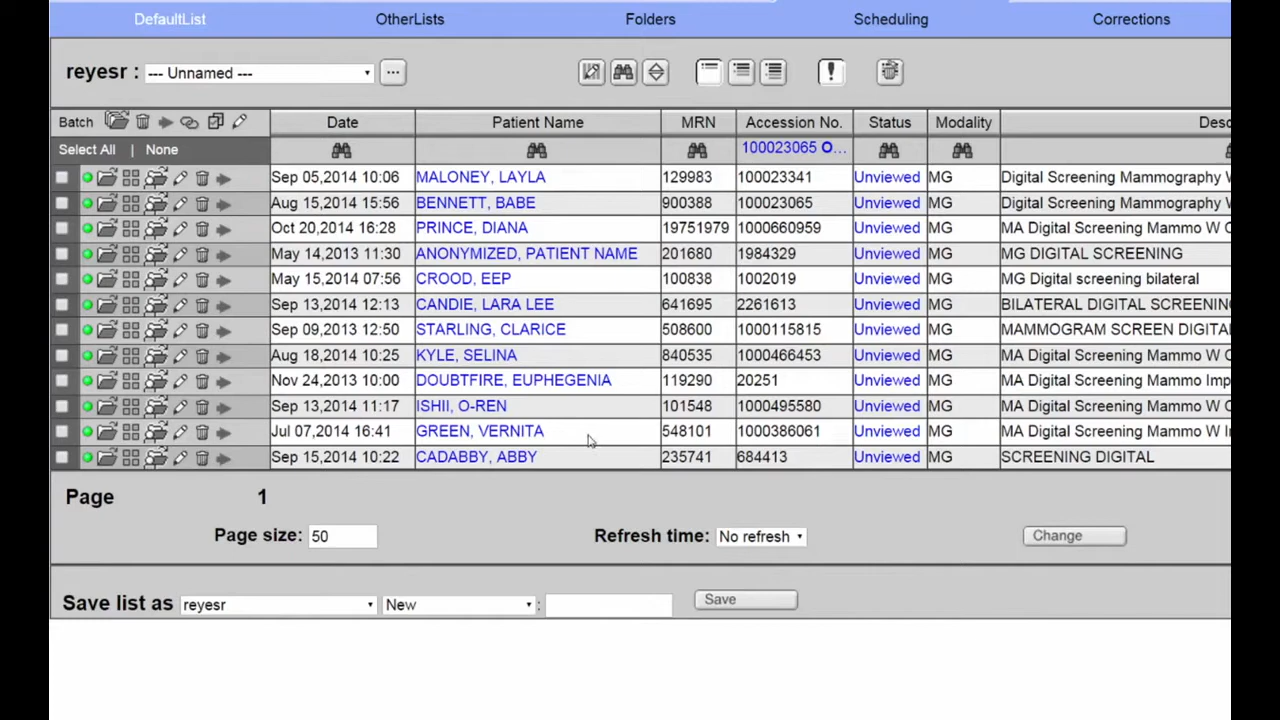 DefaultList OtherLists Folders Scheduling Corrections
reyesr : --- Unnamed --- ...
Batch Date Patient Name MRN Accession No. Status Modality Desc
Select All | None 100023065 O...
Sep 05,2014 10:06 MALONEY, LAYLA 129983 100023341 Unviewed MG Digital Screening Mammography W
Aug 15,2014 15:56 BENNETT, BABE 900388 100023065 Unviewed MG Digital Screening Mammography W
Oct 20,2014 16:28 PRINCE, DIANA 19751979 1000660959 Unviewed MG MA Digital Screening Mammo W C
May 14,2013 11:30 ANONYMIZED, PATIENT NAME 201680 1984329 Unviewed MG MG DIGITAL SCREENING
May 15,2014 07:56 CROOD, EEP 100838 1002019 Unviewed MG MG Digital screening bilateral
Sep 13,2014 12:13 CANDIE, LARA LEE 641695 2261613 Unviewed MG BILATERAL DIGITAL SCREENING
Sep 09,2013 12:50 STARLING, CLARICE 508600 1000115815 Unviewed MG MAMMOGRAM SCREEN DIGITA
Aug 18,2014 10:25 KYLE, SELINA 840535 1000466453 Unviewed MG MA Digital Screening Mammo W C
Nov 24,2013 10:00 DOUBTFIRE, EUPHEGENIA 119290 20251 Unviewed MG MA Digital Screening Mammo Imp
Sep 13,2014 11:17 ISHII, O-REN 101548 1000495580 Unviewed MG MA Digital Screening Mammo W C
Jul 07,2014 16:41 GREEN, VERNITA 548101 1000386061 Unviewed MG MA Digital Screening Mammo W I
Sep 15,2014 10:22 CADABBY, ABBY 235741 684413 Unviewed MG SCREENING DIGITAL
Page 1
Page size: 50 Refresh time: No refresh Change
Save list as reyesr New : Save